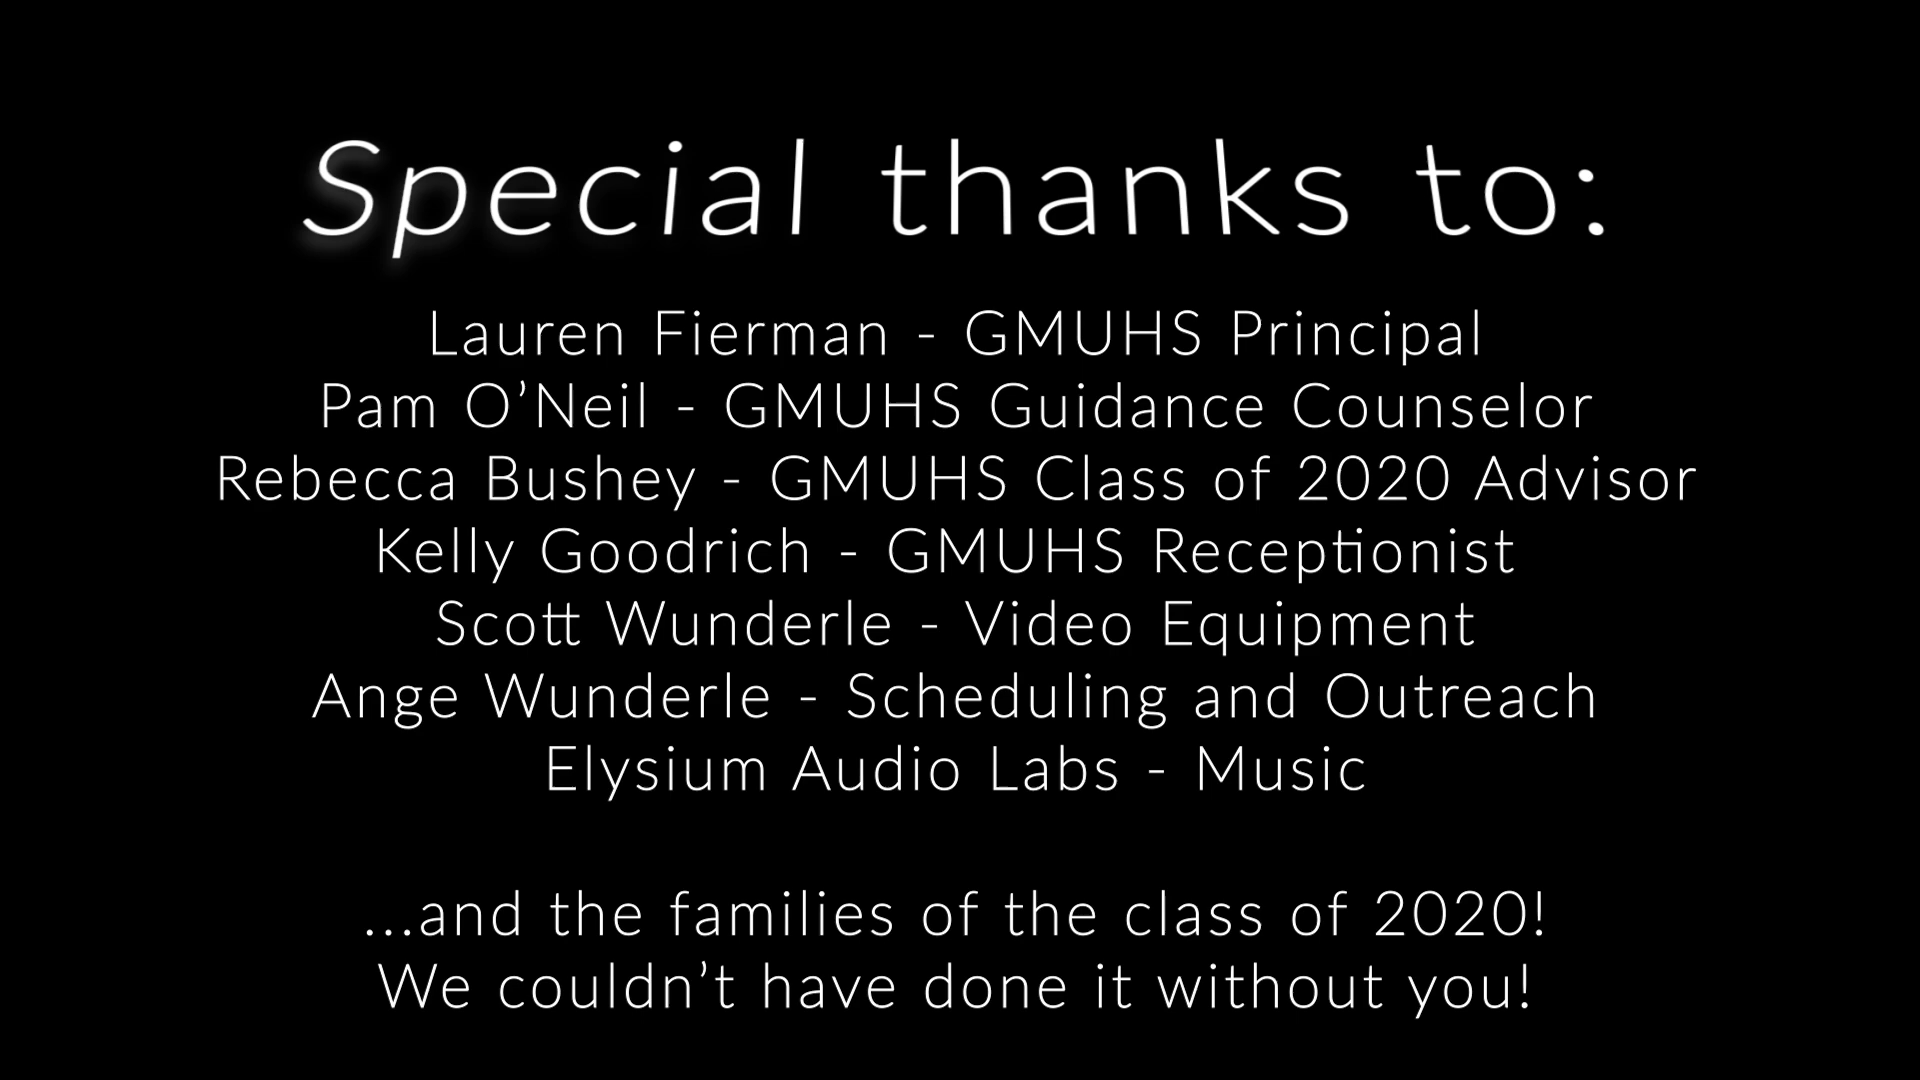 Special thanks to:
Lauren Fierman - GMUHS Principal
Pam O’Neil - GMUHS Guidance Counselor
Rebecca Bushey - GMUHS Class of 2020 Advisor
Kelly Goodrich - GMUHS Receptionist
Scott Wunderle - Video Equipment
Ange Wunderle - Scheduling and Outreach
Elysium Audio Labs - Music
...and the families of the class of 2020!
We couldn’t have done it without you!